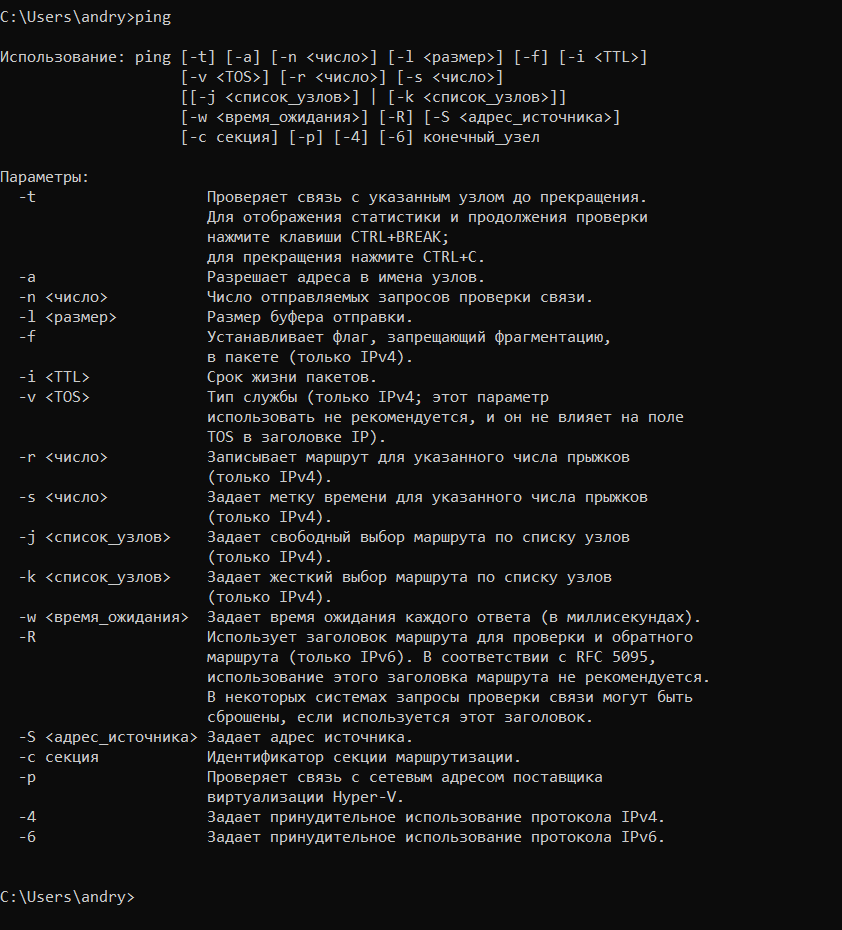 C:\Users\andry>ping
Использование: ping [-t] [-a] [-n <число>] [-l <размер>] [-f] [-i <TTL>]
[-v <TOS>] [-r <число>] [-s <число>]
[[-j <список_узлов>] | [-k <список_узлов>]]
[-w <время_ожидания>] [-R] [-S <адрес_источника>]
[-c секция] [-p] [-4] [-6] конечный_узел
Параметры:
-t Проверяет связь с указанным узлом до прекращения.
Для отображения статистики и продолжения проверки
нажмите клавиши CTRL+BREAK;
для прекращения нажмите CTRL+C.
-a Разрешает адреса в имена узлов.
-n <число> Число отправляемых запросов проверки связи.
-l <размер> Размер буфера отправки.
-f Устанавливает флаг, запрещающий фрагментацию,
в пакете (только IPv4).
-i <TTL> Срок жизни пакетов.
-v <TOS> Тип службы (только IPv4; этот параметр
использовать не рекомендуется, и он не влияет на поле
TOS в заголовке IP).
-r <число> Записывает маршрут для указанного числа прыжков
(только IPv4).
-s <число> Задает метку времени для указанного числа прыжков
(только IPv4).
-j <список_узлов> Задает свободный выбор маршрута по списку узлов
(только IPv4).
-k <список_узлов> Задает жесткий выбор маршрута по списку узлов
(только IPv4).
-w <время_ожидания> Задает время ожидания каждого ответа (в миллисекундах).
-R Использует заголовок маршрута для проверки и обратного
маршрута (только IPv6). В соответствии с RFC 5095,
использование этого заголовка маршрута не рекомендуется.
В некоторых системах запросы проверки связи могут быть
сброшены, если используется этот заголовок.
-S <адрес_источника> Задает адрес источника.
-c секция Идентификатор секции маршрутизации.
-p Проверяет связь с сетевым адресом поставщика
виртуализации Hyper-V.
-4 Задает принудительное использование протокола IPv4.
-6 Задает принудительное использование протокола IPv6.
C:\Users\andry>